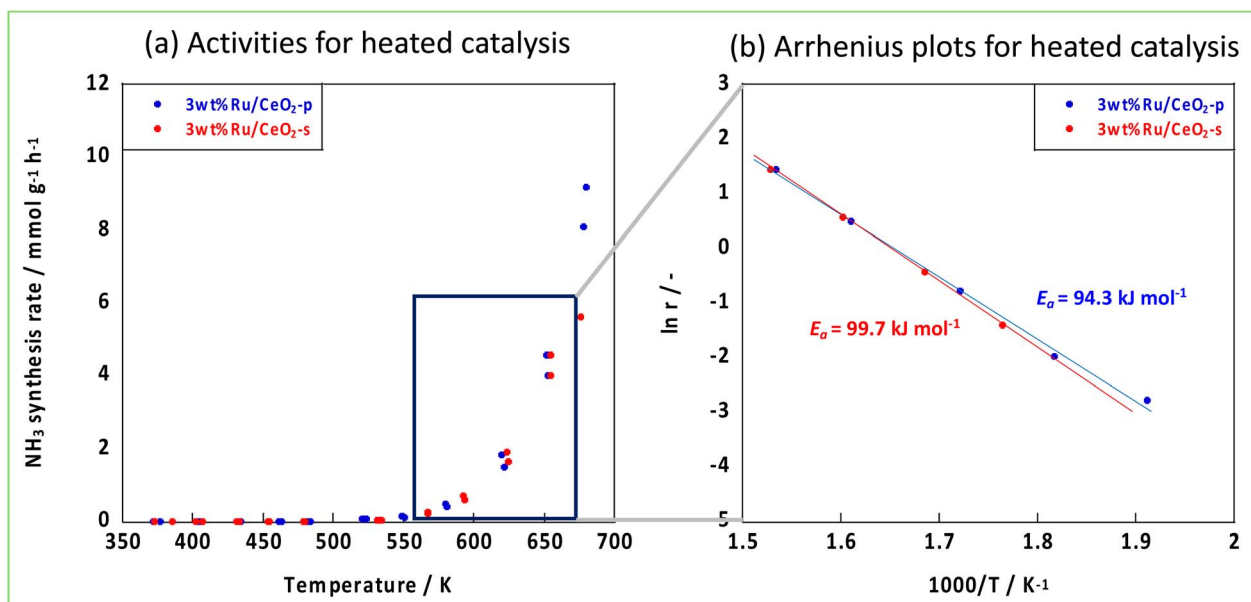 (a) Activities for heated catalysis
12
10
8
6
4
2
0
NH₃ synthesis rate / mmol g⁻¹ h⁻¹
3wt%Ru/CeO₂-p
3wt%Ru/CeO₂-s
350 400 450 500 550 600 650 700
Temperature / K
(b) Arrhenius plots for heated catalysis
3
2
1
0
-1
-2
-3
-4
-5
ln r / -
3wt%Ru/CeO₂-p
3wt%Ru/CeO₂-s
Eₐ = 94.3 kJ mol⁻¹
Eₐ = 99.7 kJ mol⁻¹
1.5 1.6 1.7 1.8 1.9 2
1000/T / K⁻¹